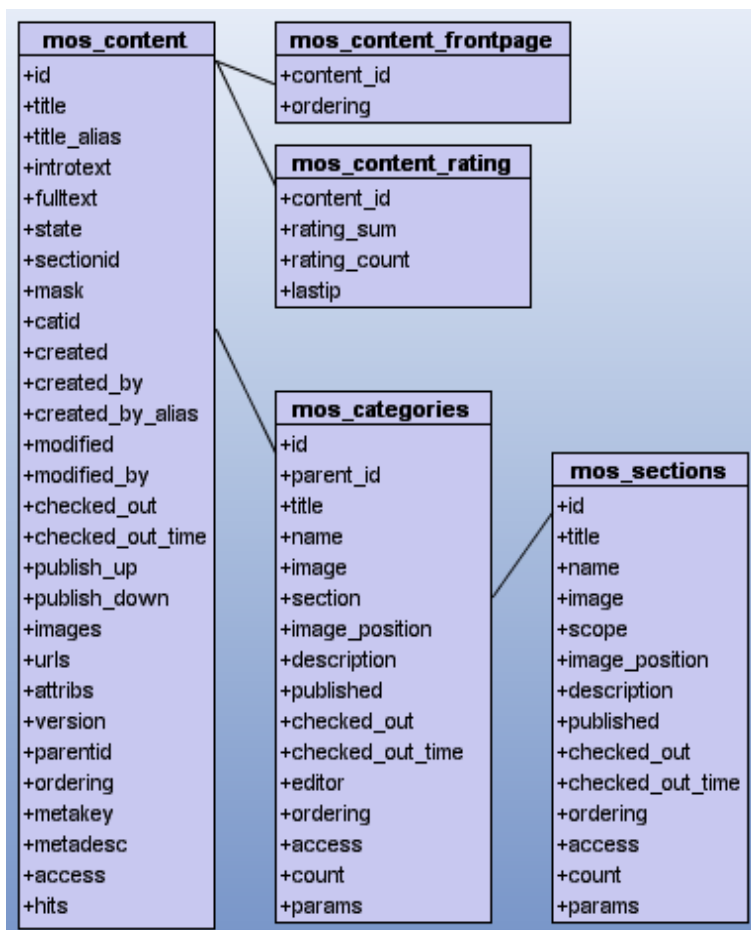 mos_content
+id
+title
+title_alias
+introtext
+fulltext
+state
+sectionid
+mask
+catid
+created
+created_by
+created_by_alias
+modified
+modified_by
+checked_out
+checked_out_time
+publish_up
+publish_down
+images
+urls
+attribs
+version
+parentid
+ordering
+metakey
+metadesc
+access
+hits
mos_content_frontpage
+content_id
+ordering
mos_content_rating
+content_id
+rating_sum
+rating_count
+lastip
mos_categories
+id
+parent_id
+title
+name
+image
+section
+image_position
+description
+published
+checked_out
+checked_out_time
+editor
+ordering
+access
+count
+params
mos_sections
+id
+title
+name
+image
+scope
+image_position
+description
+published
+checked_out
+checked_out_time
+ordering
+access
+count
+params